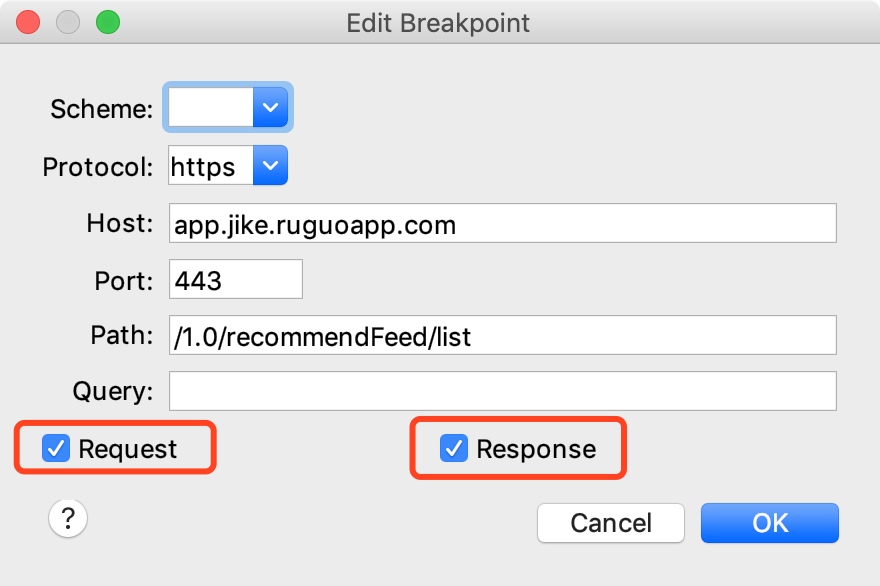 Edit Breakpoint
Scheme:
Protocol: https
Host: app.jike.ruguoapp.com
Port: 443
Path: /1.0/recommendFeed/list
Query:
Request Response
? Cancel OK